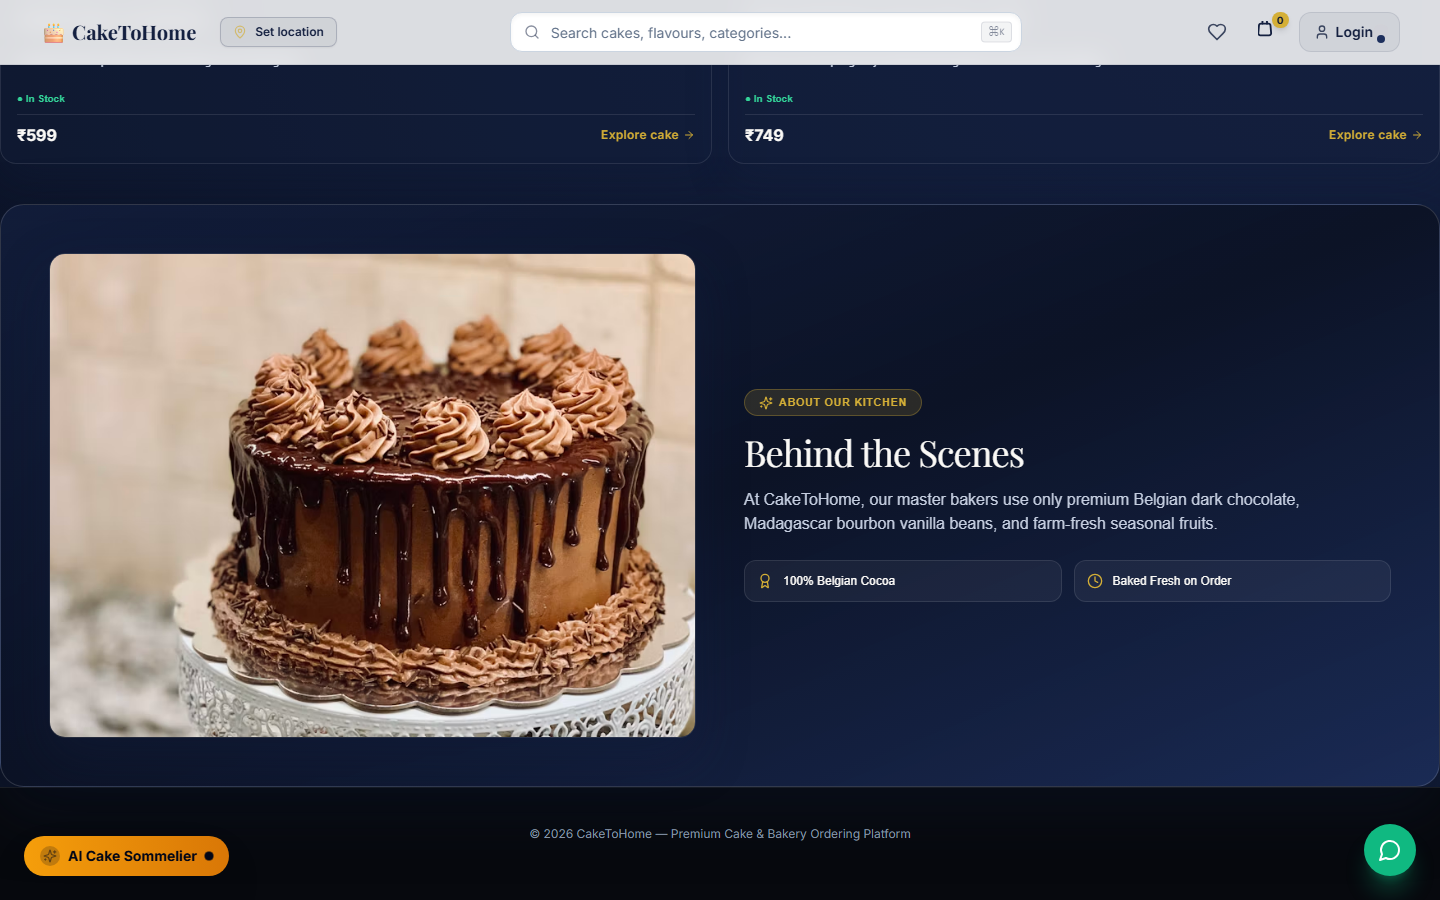 CakeToHome
Set location
Search cakes, flavours, categories...
⌘K
0
Login
● In Stock
₹599
Explore cake →
● In Stock
₹749
Explore cake →
ABOUT OUR KITCHEN
Behind the Scenes
At CakeToHome, our master bakers use only premium Belgian dark chocolate,
Madagascar bourbon vanilla beans, and farm-fresh seasonal fruits.
100% Belgian Cocoa
Baked Fresh on Order
© 2026 CakeToHome — Premium Cake & Bakery Ordering Platform
AI Cake Sommelier